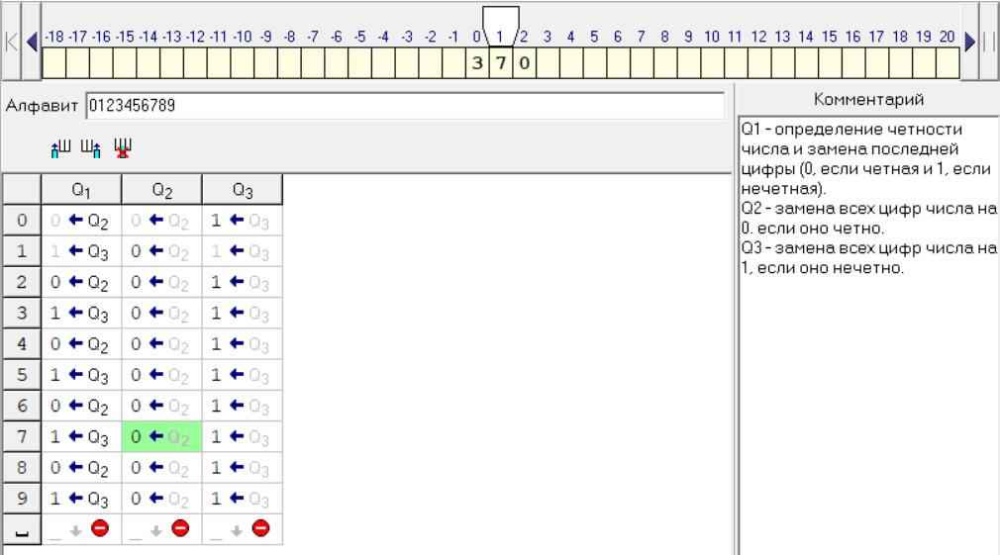 -18 -17 -16 -15 -14 -13 -12 -11 -10 -9 -8 -7 -6 -5 -4 -3 -2 -1 0 1 2 3 4 5 6 7 8 9 10 11 12 13 14 15 16 17 18 19 20
3 7 0
Алфавит 0123456789
Комментарий
Q1 - определение четности
числа и замена последней
цифры (0, если четная и 1, если
нечетная).
Q2 - замена всех цифр числа на
0. если оно четно.
Q3 - замена всех цифр числа на
1, если оно нечетно.
Q1 Q2 Q3
0 0 ← Q2 0 ← Q2 1 ← Q3
1 1 ← Q3 0 ← Q2 1 ← Q3
2 0 ← Q2 0 ← Q2 1 ← Q3
3 1 ← Q3 0 ← Q2 1 ← Q3
4 0 ← Q2 0 ← Q2 1 ← Q3
5 1 ← Q3 0 ← Q2 1 ← Q3
6 0 ← Q2 0 ← Q2 1 ← Q3
7 1 ← Q3 0 ← Q2 1 ← Q3
8 0 ← Q2 0 ← Q2 1 ← Q3
9 1 ← Q3 0 ← Q2 1 ← Q3
␣ _ ↓ _ ↓ _ ↓